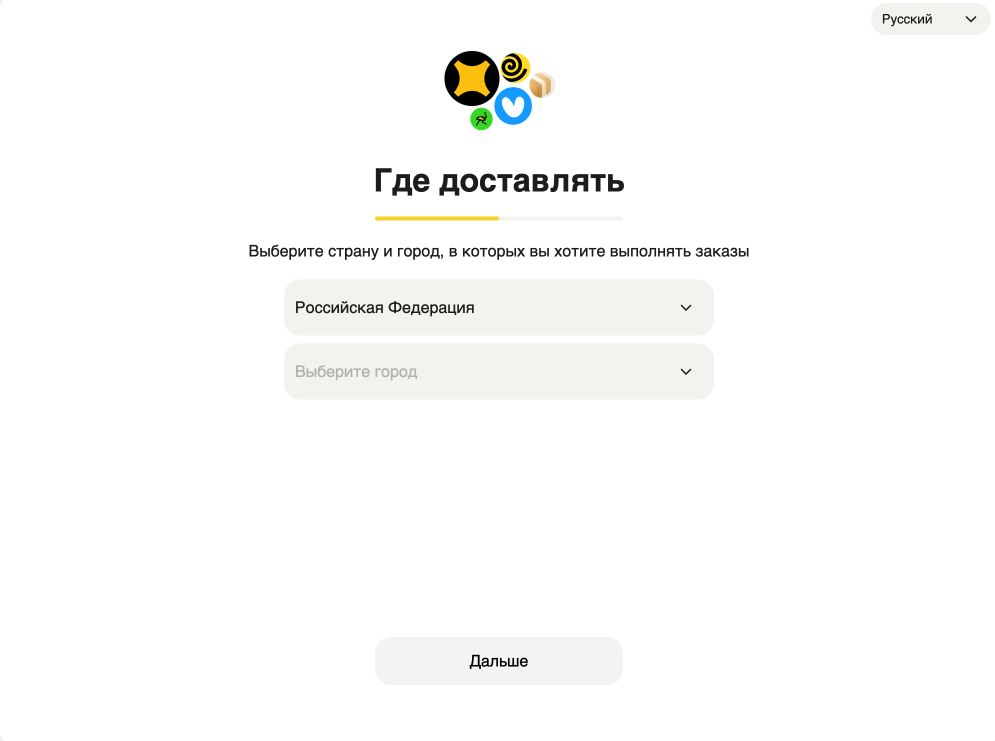 Русский
Где доставлять
Выберите страну и город, в которых вы хотите выполнять заказы
Российская Федерация
Выберите город
Дальше